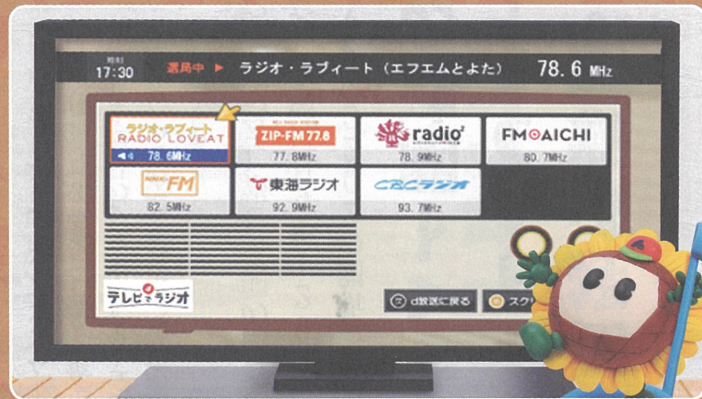 時刻
17:30
選局中 ▶ ラジオ・ラブィート（エフエムとよた） 78.6 MHz
ラジオ・ラブィート
RADIO LOVEAT
78.6MHz
ZIP-FM 77.8
77.8MHz
radio²
78.9MHz
FM AICHI
80.7MHz
FM
82.5MHz
東海ラジオ
92.9MHz
CBCラジオ
93.7MHz
テレビでラジオ
d放送に戻る
スク